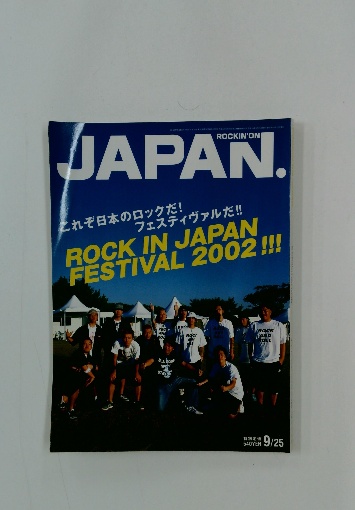 ROCKIN'ON
JAPAN.
これぞ日本のロックだ!
フェスティヴァルだ!!
ROCK IN JAPAN
FESTIVAL 2002!!!
540YEN 9/25